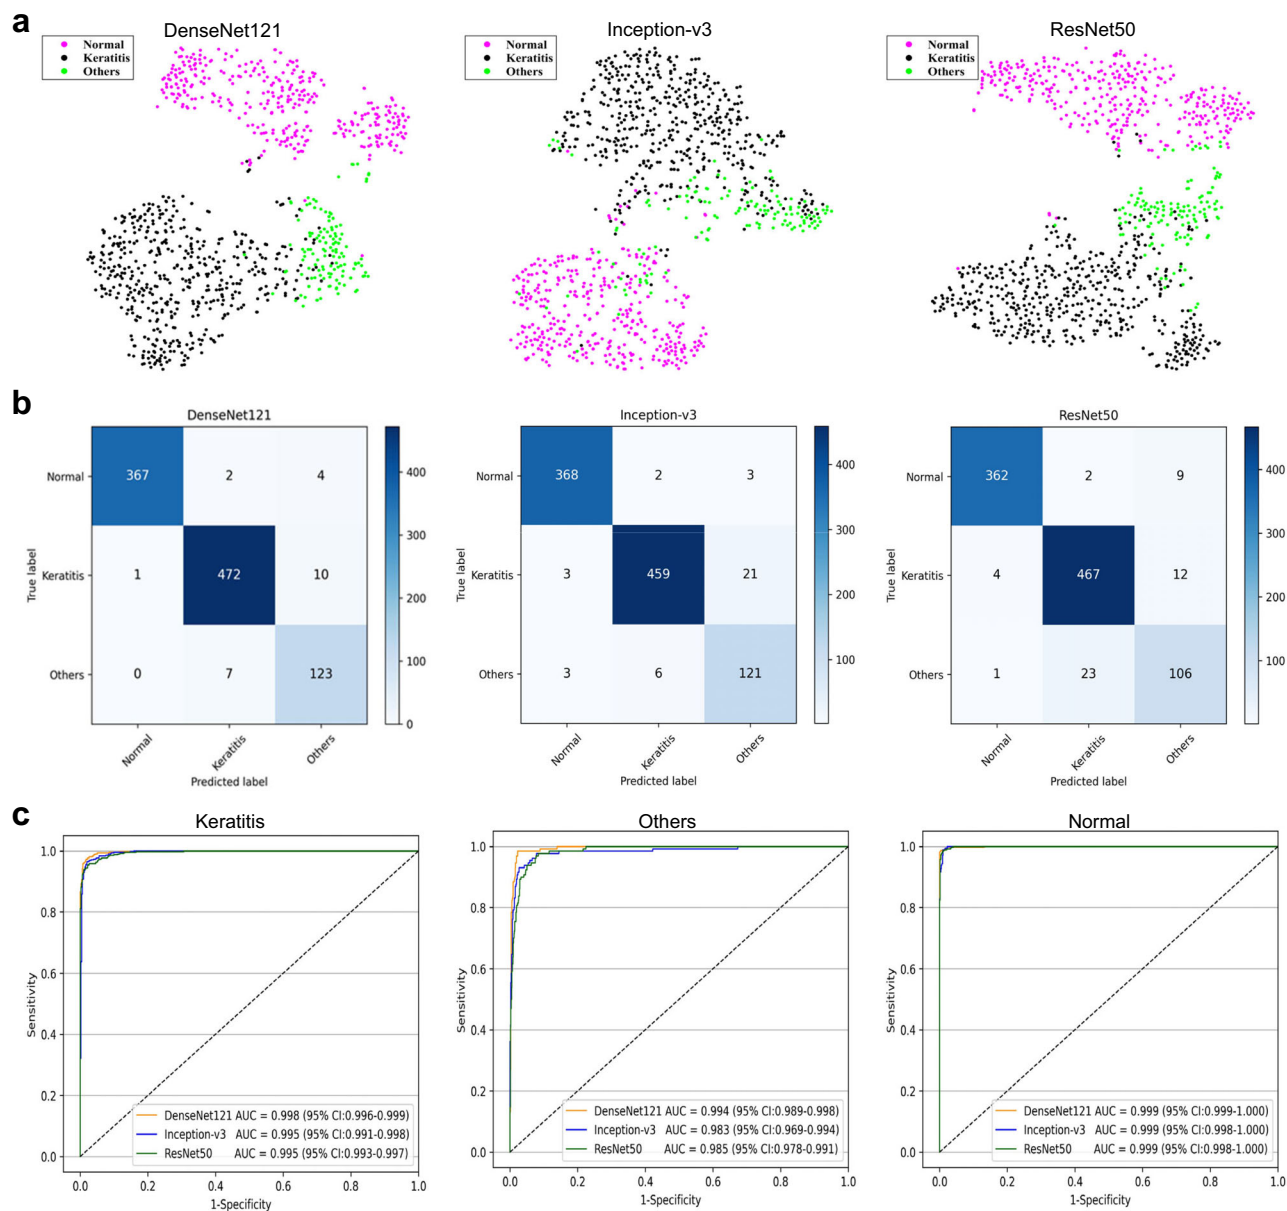 a
DenseNet121
Inception-v3
ResNet50
Normal
Keratitis
Others
Normal
Keratitis
Others
Normal
Keratitis
Others
b
DenseNet121
True label
Normal
Keratitis
Others
367 2 4
1 472 10
0 7 123
Normal
Keratitis
Others
Predicted label
400
300
200
100
0
Inception-v3
True label
Normal
Keratitis
Others
368 2 3
3 459 21
3 6 121
Normal
Keratitis
Others
Predicted label
400
300
200
100
ResNet50
True label
Normal
Keratitis
Others
362 2 9
4 467 12
1 23 106
Normal
Keratitis
Others
Predicted label
400
300
200
100
c
Keratitis
Sensitivity
1.0
0.8
0.6
0.4
0.2
0.0
DenseNet121 AUC = 0.998 (95% CI:0.996-0.999)
Inception-v3 AUC = 0.995 (95% CI:0.991-0.998)
ResNet50 AUC = 0.995 (95% CI:0.993-0.997)
0.0 0.2 0.4 0.6 0.8 1.0
1-Specificity
Others
Sensitivity
1.0
0.8
0.6
0.4
0.2
0.0
DenseNet121 AUC = 0.994 (95% CI:0.989-0.998)
Inception-v3 AUC = 0.983 (95% CI:0.969-0.994)
ResNet50 AUC = 0.985 (95% CI:0.978-0.991)
0.0 0.2 0.4 0.6 0.8 1.0
1-Specificity
Normal
Sensitivity
1.0
0.8
0.6
0.4
0.2
0.0
DenseNet121 AUC = 0.999 (CI:0.999-1.000)
Inception-v3 AUC = 0.999 (CI:0.998-1.000)
ResNet50 AUC = 0.999 (CI:0.998-1.000)
0.0 0.2 0.4 0.6 0.8 1.0
1-Specificity